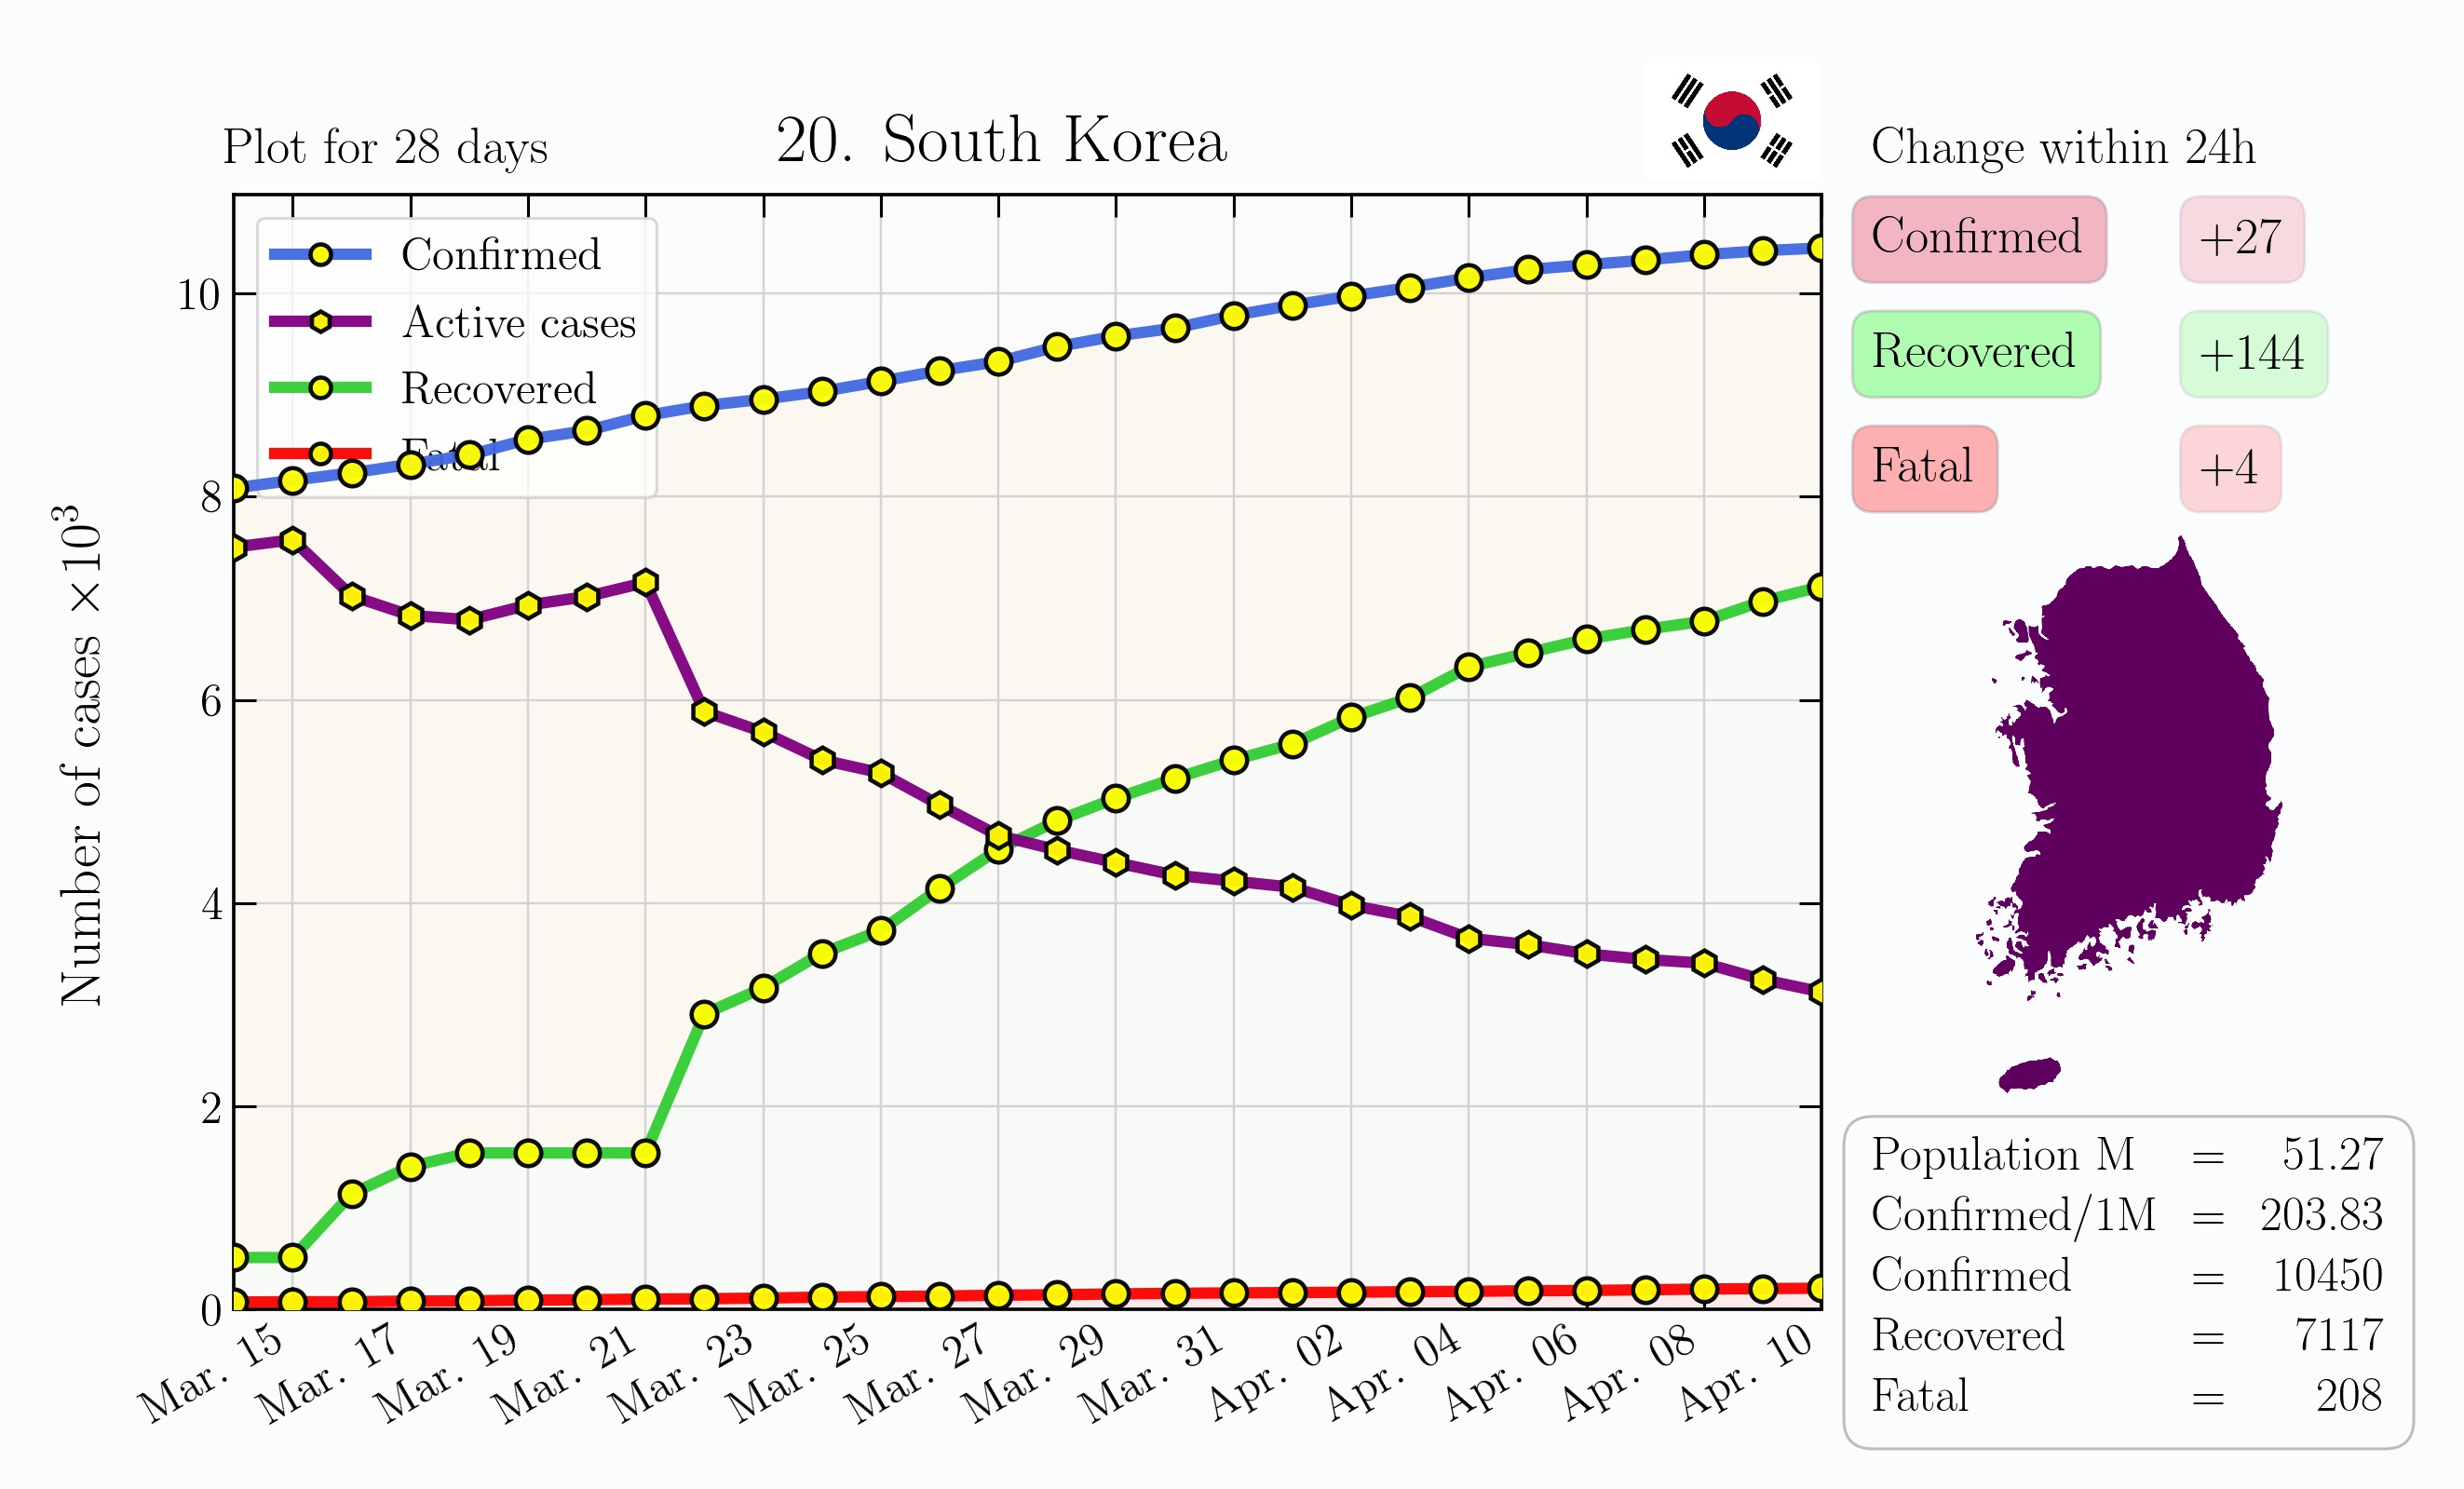 Plot for 28 days
20. South Korea
Change within 24h
Confirmed +27
Recovered +144
Fatal +4
Confirmed
Active cases
Recovered
Fatal
Number of cases ×10³
10
8
6
4
2
0
Mar. 15
Mar. 17
Mar. 19
Mar. 21
Mar. 23
Mar. 25
Mar. 27
Mar. 29
Mar. 31
Apr. 02
Apr. 04
Apr. 06
Apr. 08
Apr. 10
Population M = 51.27
Confirmed/1M = 203.83
Confirmed = 10450
Recovered = 7117
Fatal = 208